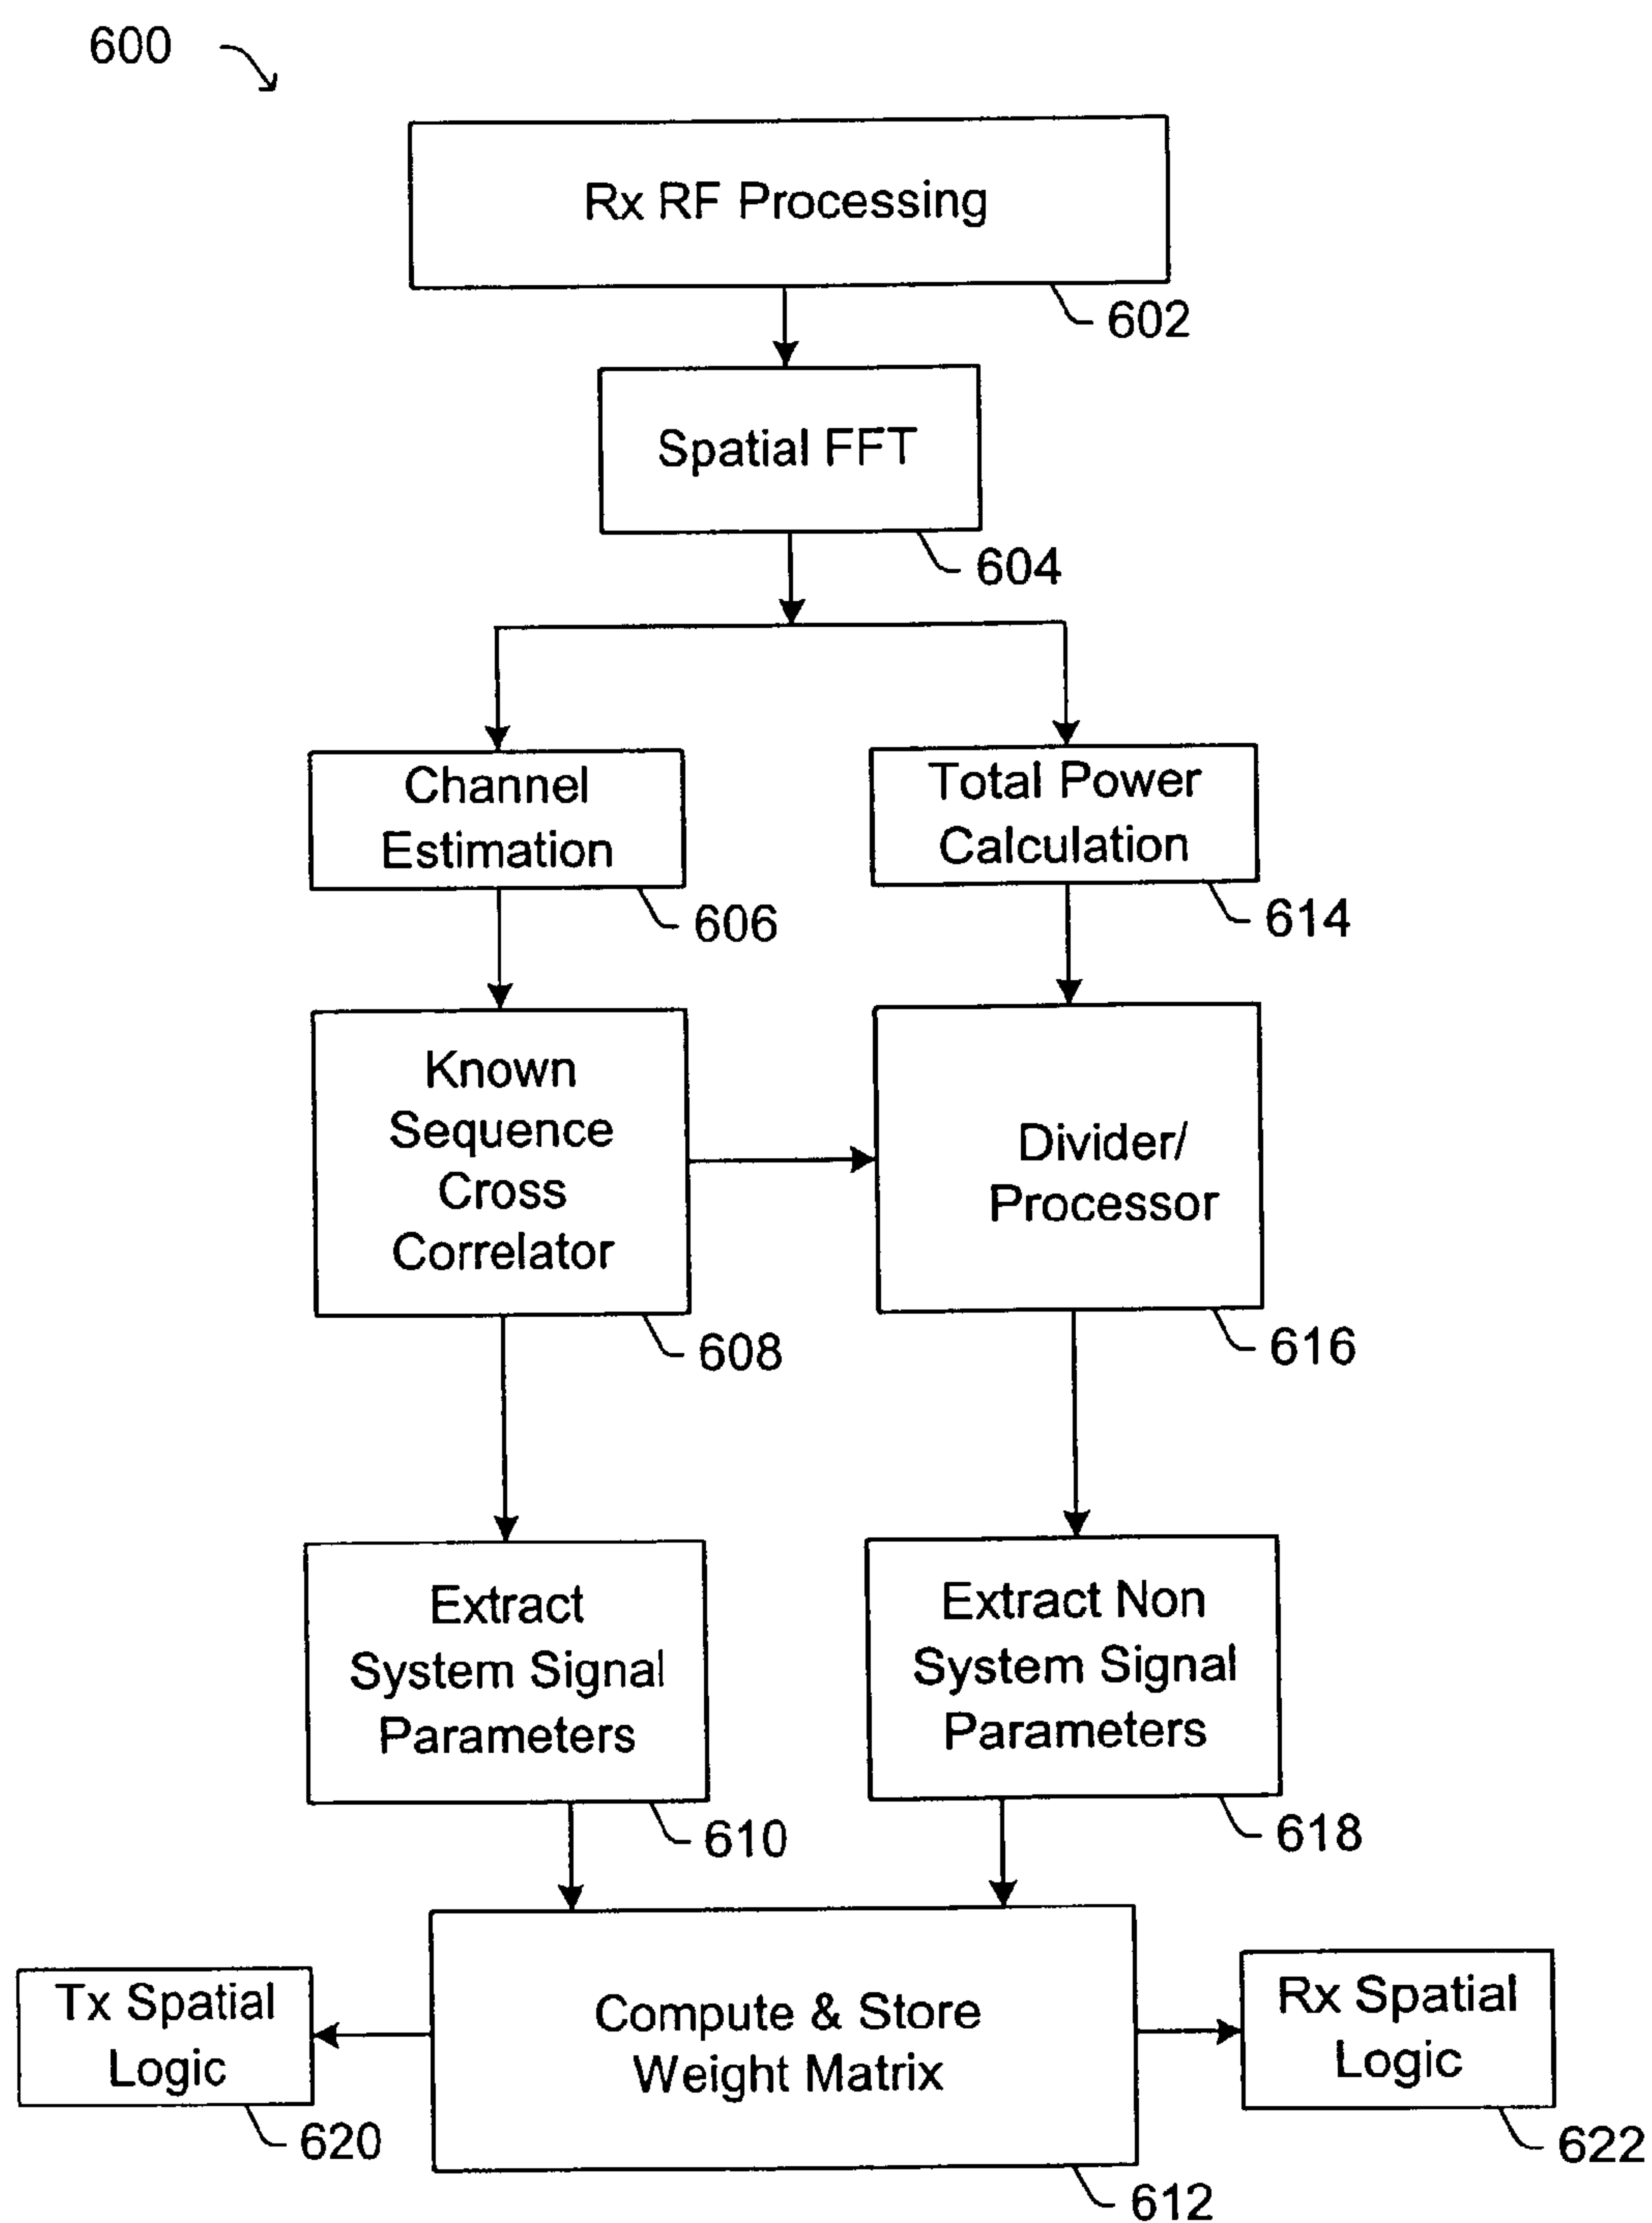 600
Rx RF Processing
602
Spatial FFT
604
Channel
Estimation
606
Total Power
Calculation
614
Known
Sequence
Cross
Correlator
608
Divider/
Processor
616
Extract
System Signal
Parameters
610
Extract Non
System Signal
Parameters
618
Tx Spatial
Logic
620
Compute & Store
Weight Matrix
612
Rx Spatial
Logic
622